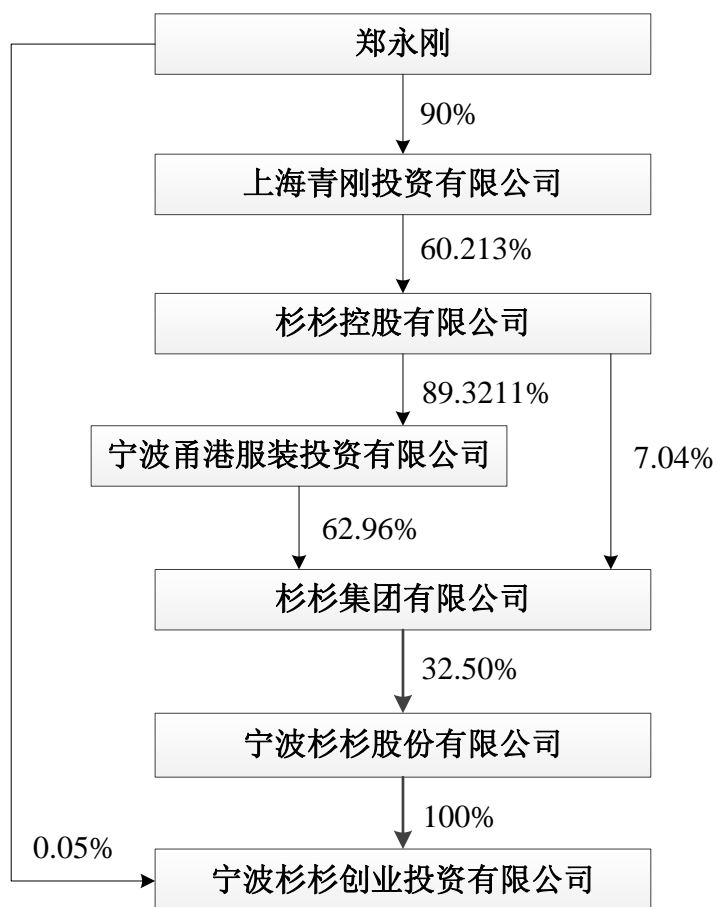 郑永刚
90%
上海青刚投资有限公司
60.213%
杉杉控股有限公司
89.3211%
宁波甬港服装投资有限公司
7.04%
62.96%
杉杉集团有限公司
32.50%
宁波杉杉股份有限公司
100%
0.05%
宁波杉杉创业投资有限公司